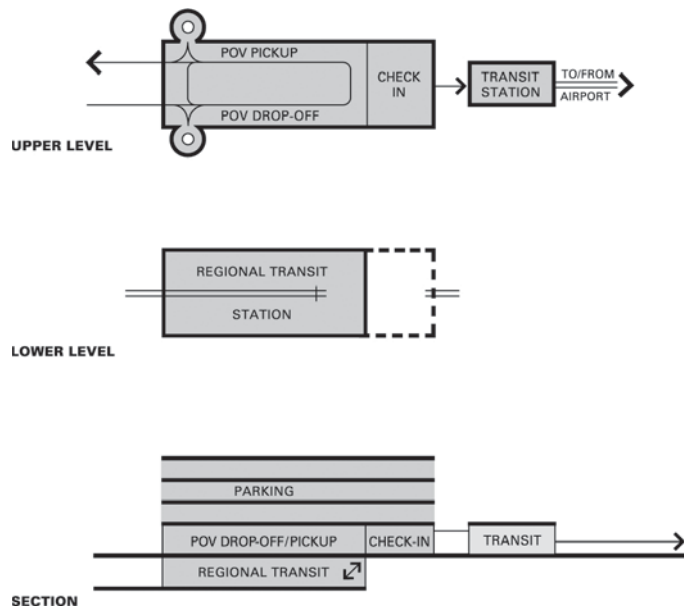 POV PICKUP
CHECK
IN
TRANSIT
STATION
TO/FROM
AIRPORT
POV DROP-OFF
UPPER LEVEL
REGIONAL TRANSIT
STATION
LOWER LEVEL
PARKING
POV DROP-OFF/PICKUP
CHECK-IN
TRANSIT
REGIONAL TRANSIT
SECTION